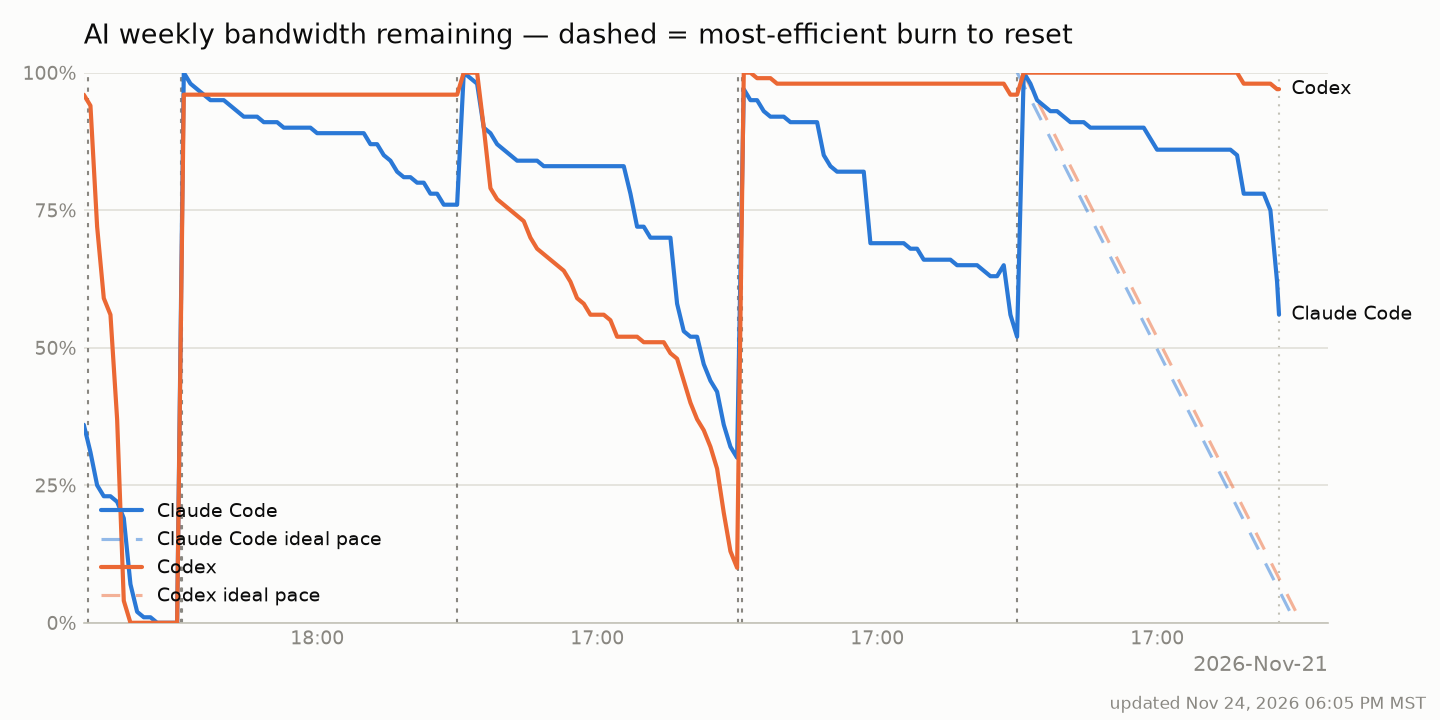 AI weekly bandwidth remaining — dashed = most-efficient burn to reset
100%
75%
50%
25%
0%
Codex
Claude Code
Claude Code
Claude Code ideal pace
Codex
Codex ideal pace
18:00 17:00 17:00 17:00
2026-Nov-21
updated Nov 24, 2026 06:05 PM MST